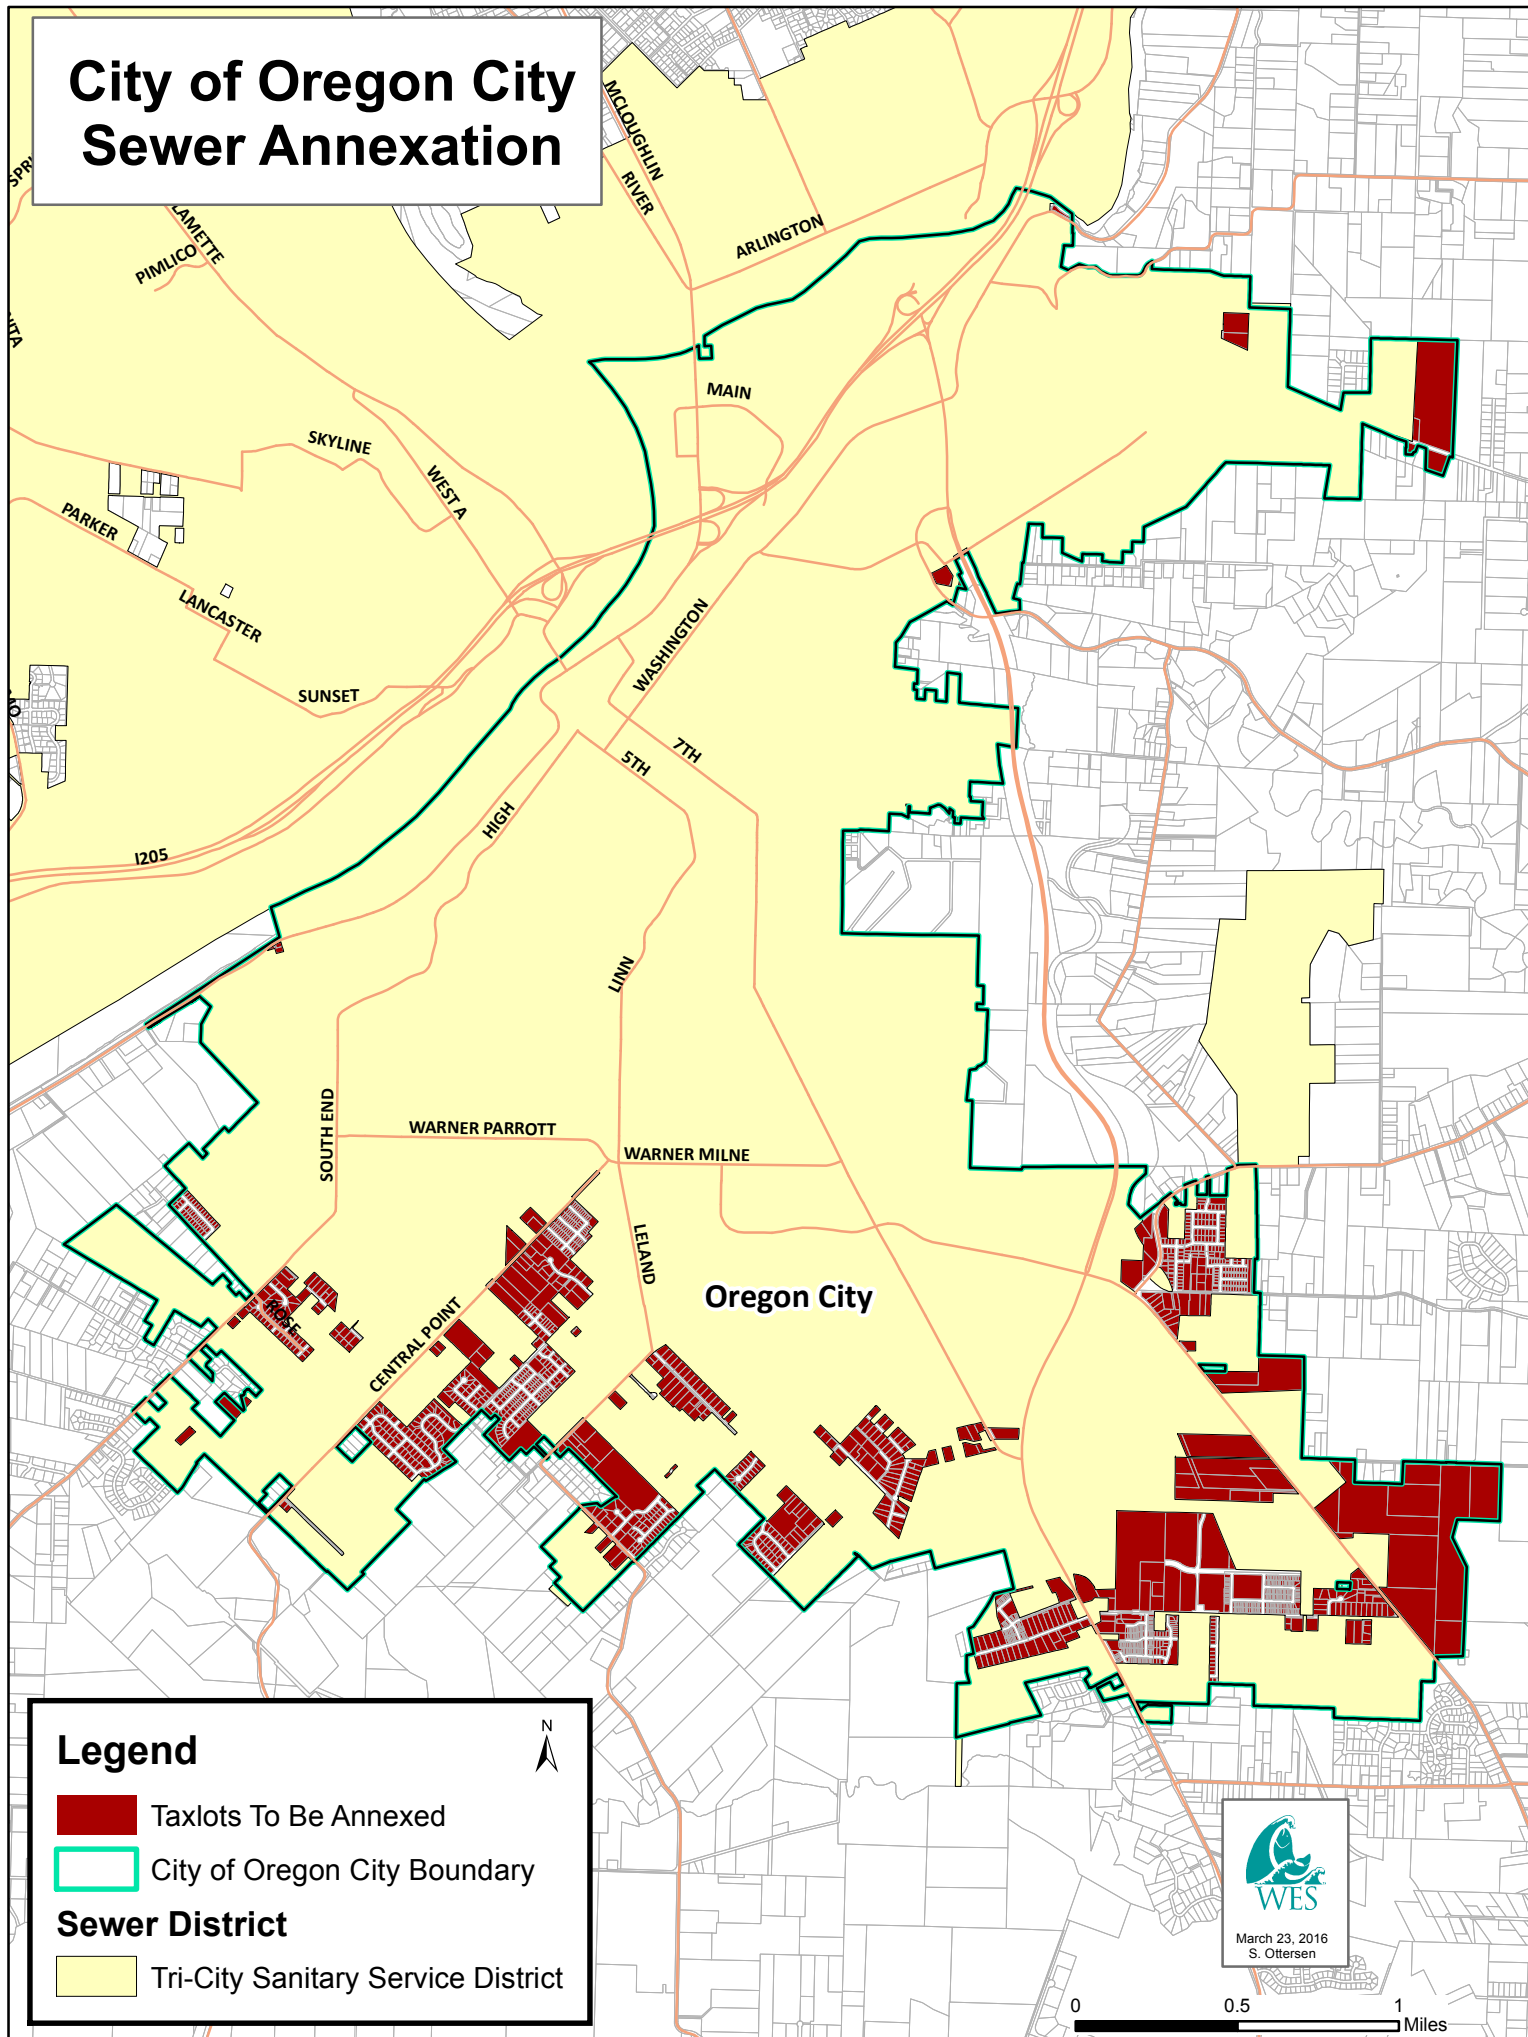 City of Oregon City
Sewer Annexation
MCLOUGHLIN
RIVER
ARLINGTON
LAMETTE
PIMLICO
MAIN
SKYLINE
WEST A
PARKER
LANCASTER
SUNSET
WASHINGTON
7TH
5TH
HIGH
I205
LINN
SOUTH END
WARNER PARROTT
WARNER MILNE
LELAND
Oregon City
ROSE
CENTRAL POINT
Legend
N
Taxlots To Be Annexed
City of Oregon City Boundary
Sewer District
Tri-City Sanitary Service District
WES
March 23, 2016
S. Ottersen
0 0.5 1
Miles